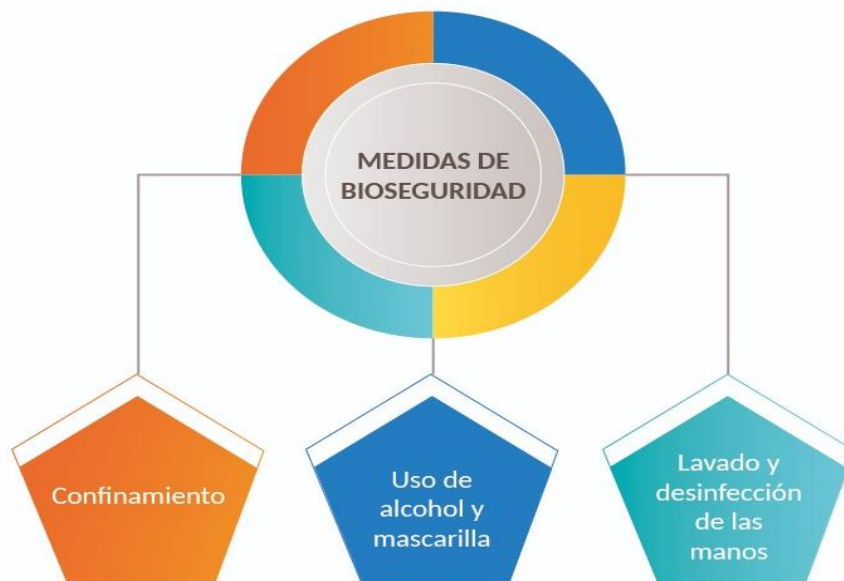 MEDIDAS DE
BIOSEGURIDAD
Confinamiento
Uso de
alcohol y
mascarilla
Lavado y
desinfección
de las
manos